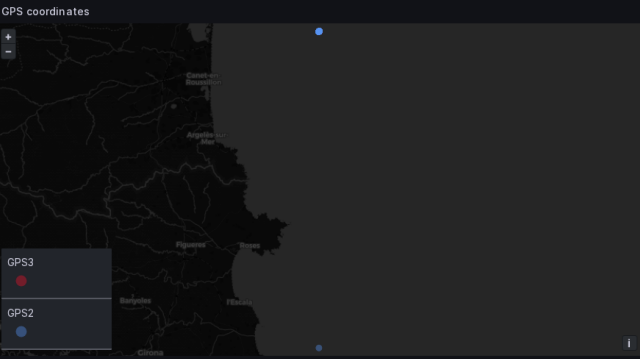 GPS coordinates
+
−
Canet-en-
Roussillon
Argelès-sur-
Mer
Figueres
Roses
GPS3
Banyoles
l'Escala
GPS2
Girona
i